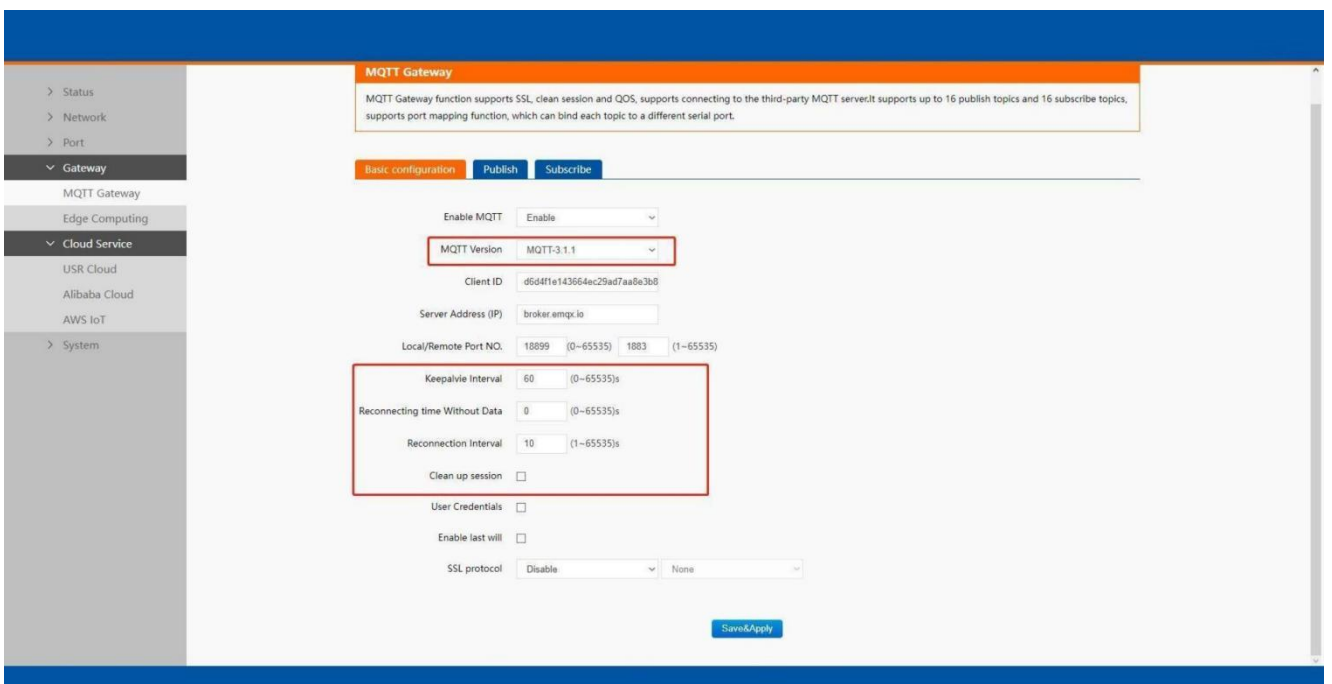 MQTT Gateway
MQTT Gateway function supports SSL, clean session and QOS, supports connecting to the third-party MQTT server.It supports up to 16 publish topics and 16 subscribe topics,
supports port mapping function, which can bind each topic to a different serial port.
Status
Network
Port
Gateway
MQTT Gateway
Edge Computing
Cloud Service
USR Cloud
Alibaba Cloud
AWS IoT
System
Basic configuration Publish Subscribe
Enable MQTT Enable
MQTT Version MQTT-3.1.1
Client ID d6d4f1e143664ec29ad7aa8e3b8
Server Address (IP) broker.emqx.io
Local/Remote Port NO. 18899 (0~65535) 1883 (1~65535)
Keepalvie Interval 60 (0~65535)s
Reconnecting time Without Data 0 (0~65535)s
Reconnection Interval 10 (1~65535)s
Clean up session
User Credentials
Enable last will
SSL protocol Disable None
Save&Apply